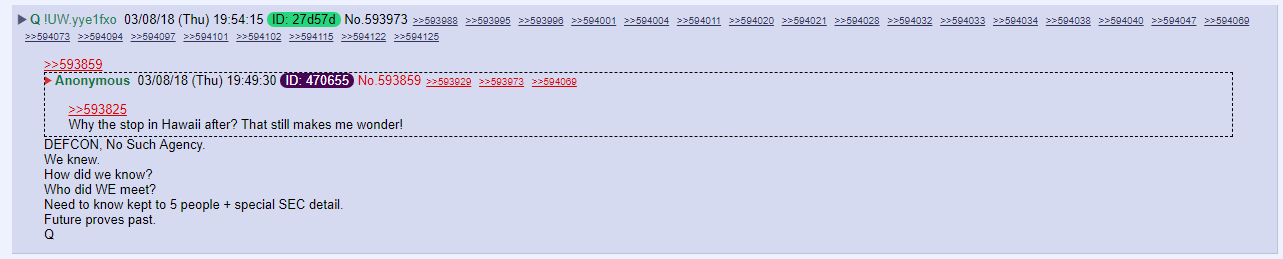 ▶Q !UW.yye1fxo 03/08/18 (Thu) 19:54:15 ID: 27d57d No.593973 >>593988 >>593995 >>593996 >>594001 >>594004 >>594011 >>594020 >>594021 >>594028 >>594032 >>594033 >>594034 >>594038 >>594040 >>594047 >>594069
>>594073 >>594094 >>594097 >>594101 >>594102 >>594115 >>594122 >>594125
>>593859
▶Anonymous 03/08/18 (Thu) 19:49:30 ID: 470655 No.593859 >>593929 >>593973 >>594069
>>593825
Why the stop in Hawaii after? That still makes me wonder!
DEFCON, No Such Agency.
We knew.
How did we know?
Who did WE meet?
Need to know kept to 5 people + special SEC detail.
Future proves past.
Q